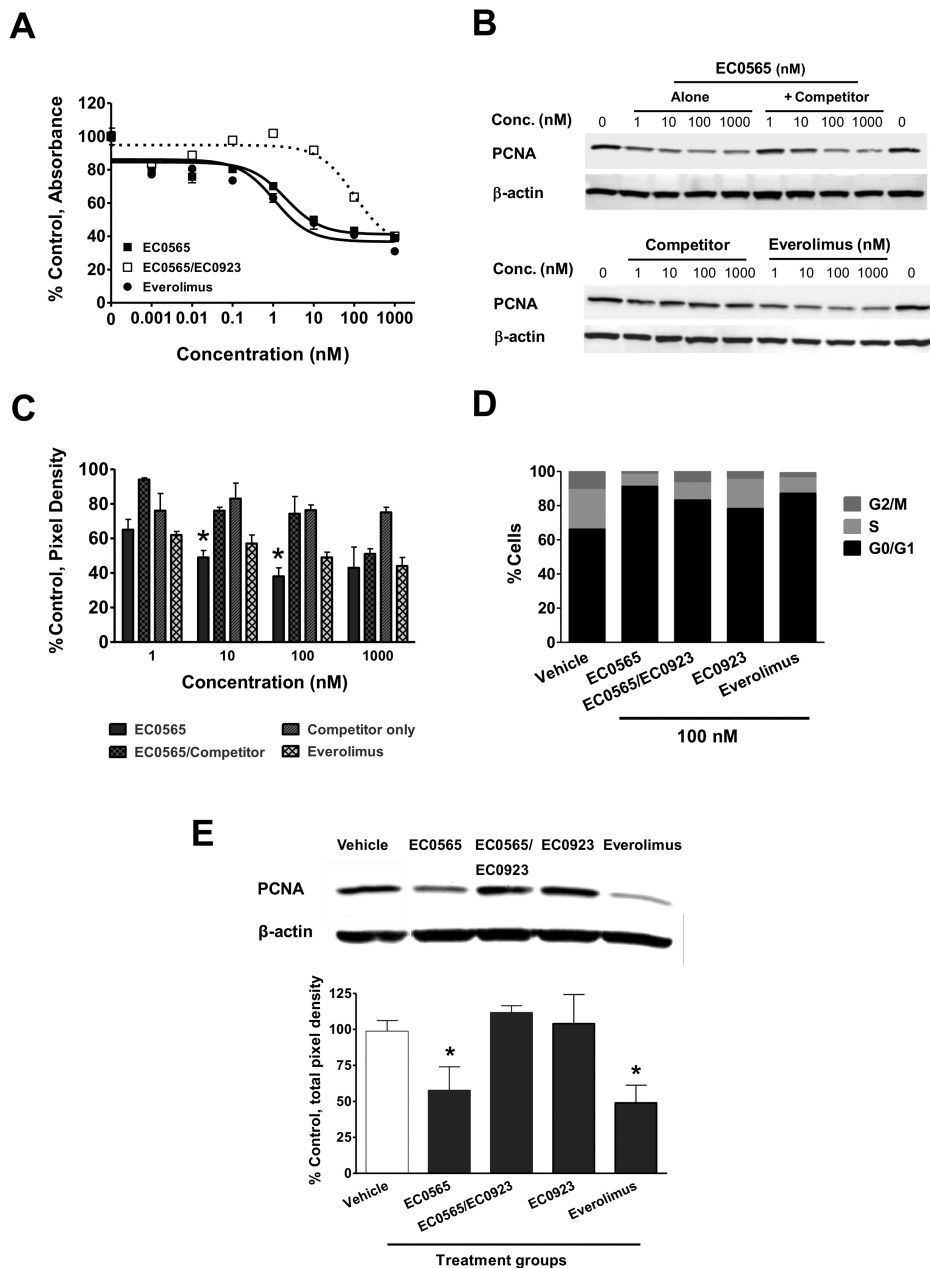 A
% Control, Absorbance
120
100
80
60
40
20
0
EC0565
EC0565/EC0923
Everolimus
0 0.001 0.01 0.1 1 10 100 1000
Concentration (nM)
B
EC0565 (nM)
Alone + Competitor
Conc. (nM) 0 1 10 100 1000 1 10 100 1000 0
PCNA
β-actin
Competitor Everolimus (nM)
Conc. (nM) 0 1 10 100 1000 1 10 100 1000 0
PCNA
β-actin
C
%Control, Pixel Density
100
80
60
40
20
0
* *
1 10 100 1000
Concentration (nM)
EC0565 Competitor only
EC0565/Competitor Everolimus
D
% Cells
100
80
60
40
20
0
G2/M
S
G0/G1
Vehicle EC0565 EC0565/EC0923 EC0923 Everolimus
100 nM
E
Vehicle EC0565 EC0565/ EC0923 Everolimus
EC0923
PCNA
β-actin
% Control, total pixel density
125
100
75
50
25
0
* *
Vehicle EC0565 EC0565/EC0923 EC0923 Everolimus
Treatment groups